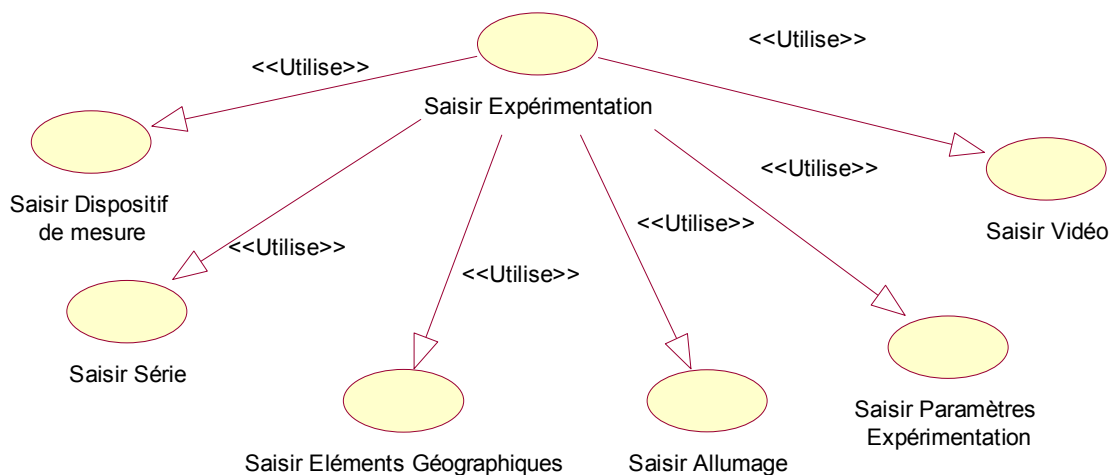 <<Utilise>>
<<Utilise>>
Saisir Expérimentation
<<Utilise>>
Saisir Dispositif
de mesure
<<Utilise>>
Saisir Vidéo
<<Utilise>>
<<Utilise>>
Saisir Série
Saisir Paramètres
Expérimentation
Saisir Eléments Géographiques
Saisir Allumage